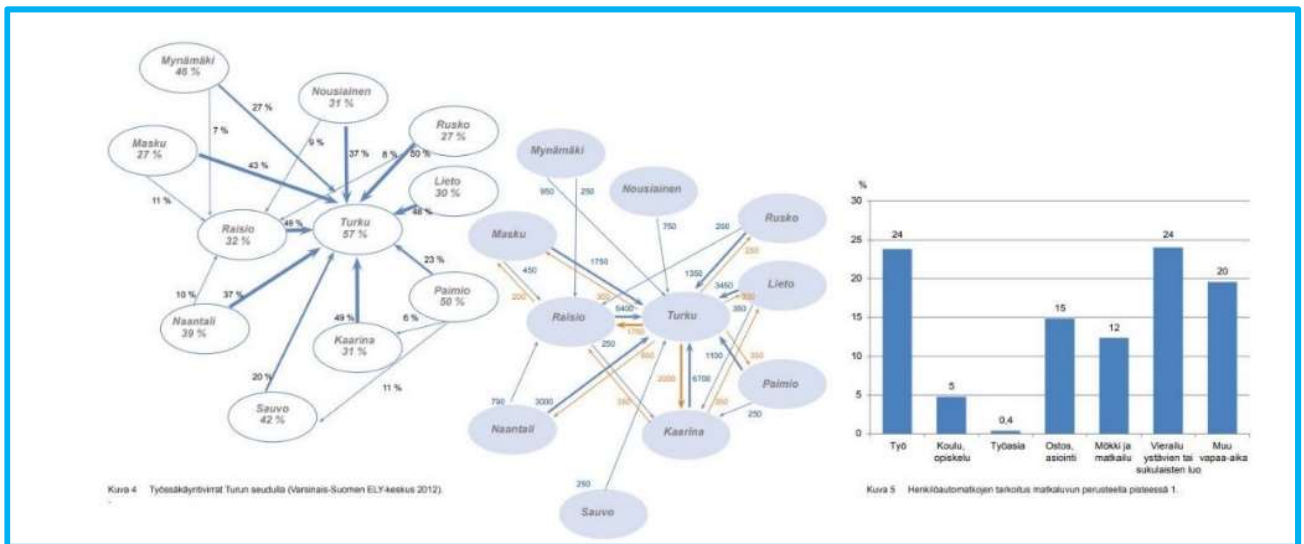 Mynämäki
46 %
Nousiainen
31 %
Rusko
27 %
Masku
27 %
Lieto
30 %
Raisio
32 %
Turku
57 %
Paimio
50 %
Naantali
39 %
Kaarina
31 %
Sauvo
42 %
27 %
7 %
9 %
37 %
8 %
50 %
43 %
48 %
11 %
49 %
23 %
10 %
37 %
49 %
6 %
20 %
11 %
Kuva 4 Työssäkäyntivirrat Turun seudulla (Varsinais-Suomen ELY-keskus 2012).
Mynämäki
Nousiainen
Rusko
Masku
Lieto
Raisio
Turku
Paimio
Naantali
Kaarina
Sauvo
950
250
750
200
250
1750
450
200
300
1350
3450
350
5400
1750
250
1100
350
2000
6700
350
250
790
3000
250
%
30
25
20
15
10
5
0
24
5
0,4
15
12
24
20
Työ
Koulu, opiskelu
Työasia
Ostos, asiointi
Mökki ja matkailu
Vierailu ystävien tai sukulaisten luo
Muu vapaa-aika
Kuva 5 Henkilöautomatkojen tarkoitus matkaluvun perusteella pisteessä 1.